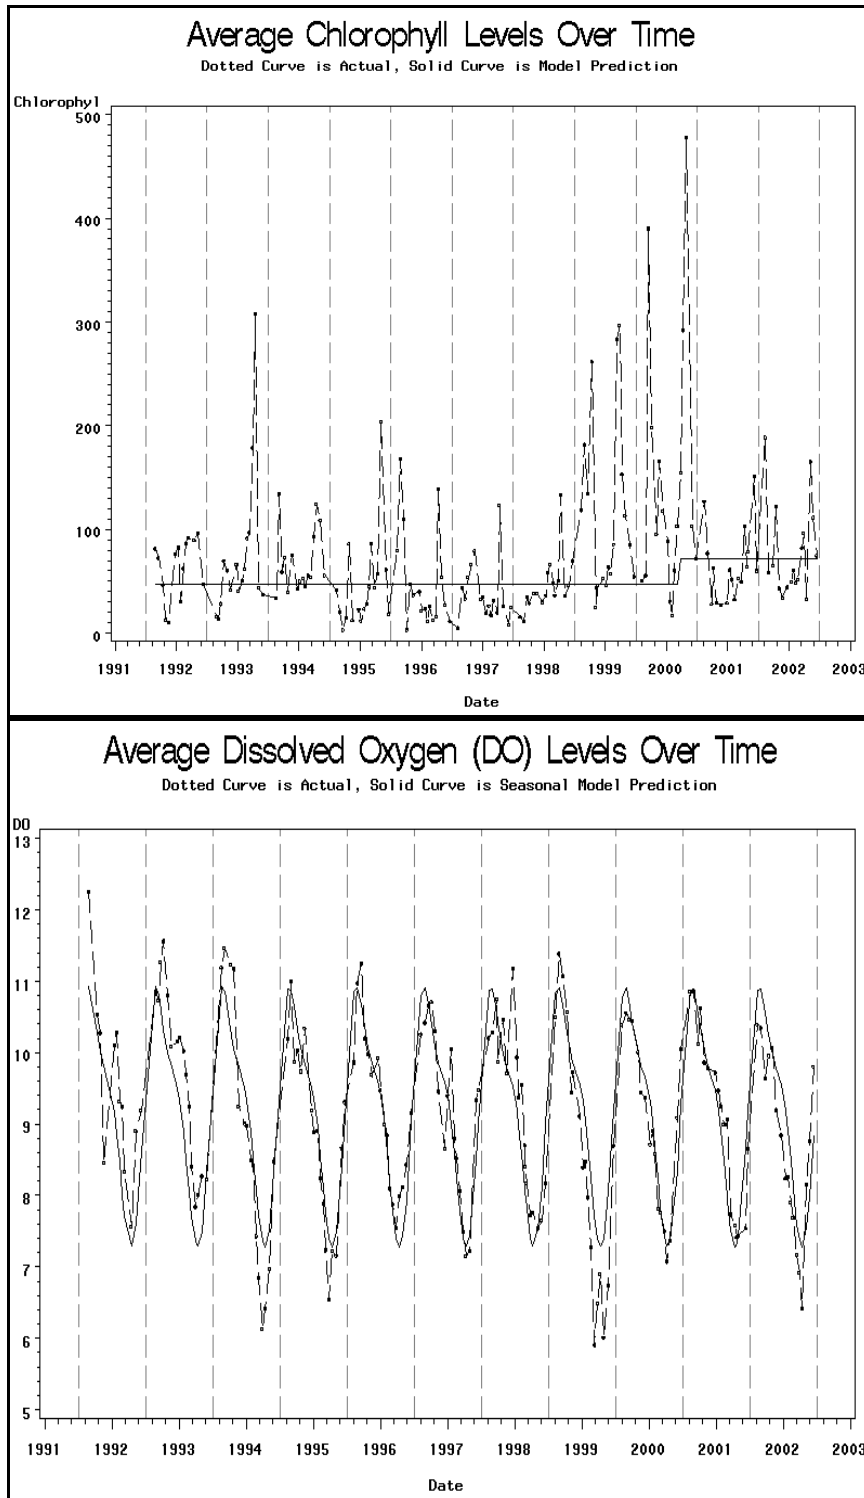 Average Chlorophyll Levels Over Time
Dotted Curve is Actual, Solid Curve is Model Prediction
Chlorophyl
500
400
300
200
100
0
1991 1992 1993 1994 1995 1996 1997 1998 1999 2000 2001 2002 2003
Date
Average Dissolved Oxygen (DO) Levels Over Time
Dotted Curve is Actual, Solid Curve is Seasonal Model Prediction
DO
13
12
11
10
9
8
7
6
5
1991 1992 1993 1994 1995 1996 1997 1998 1999 2000 2001 2002 2003
Date